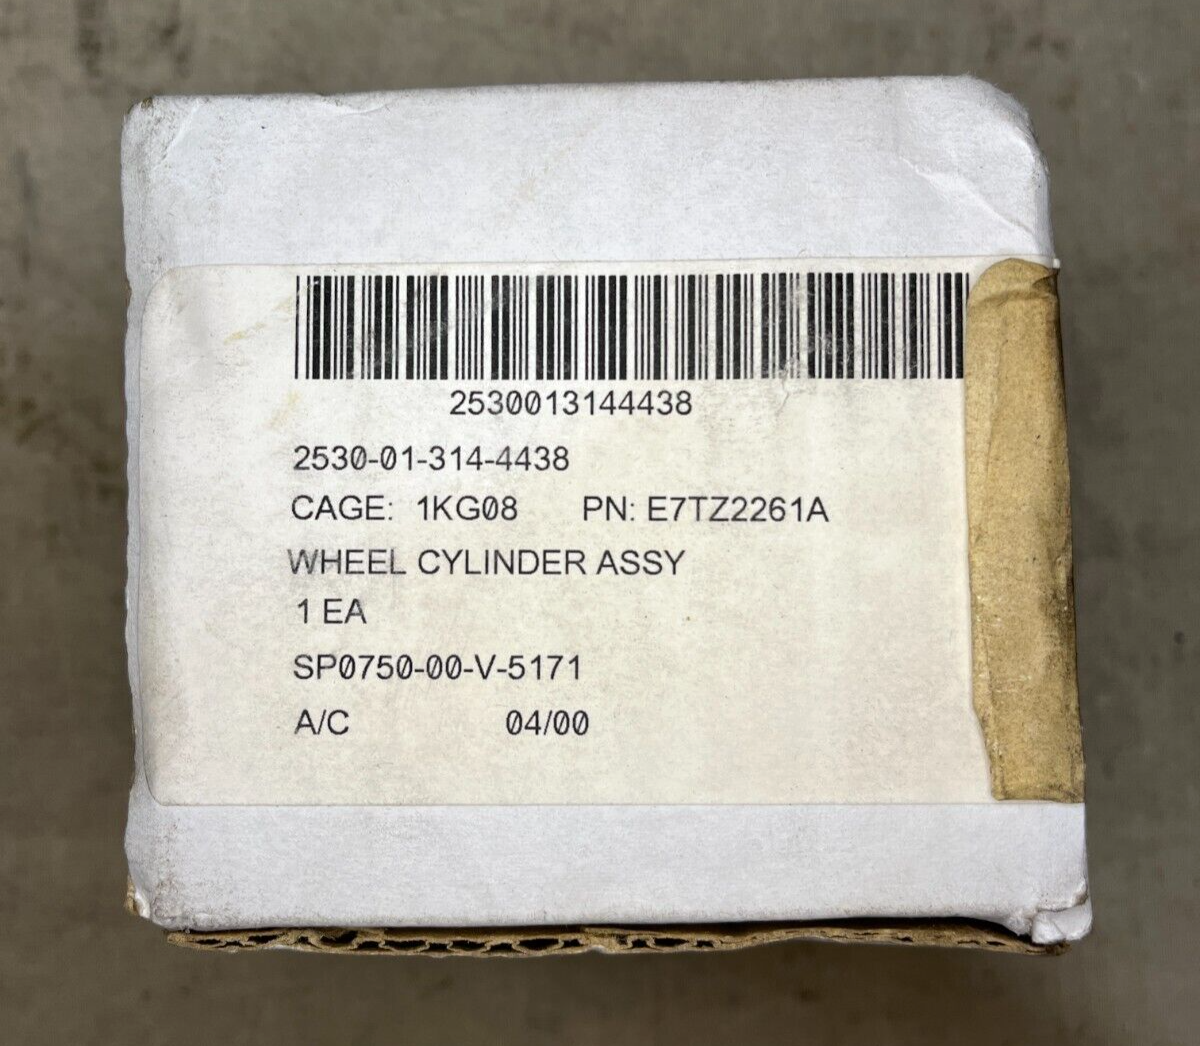 2530013144438
2530-01-314-4438
CAGE: 1KG08 PN: E7TZ2261A
WHEEL CYLINDER ASSY
1 EA
SP0750-00-V-5171
A/C 04/00